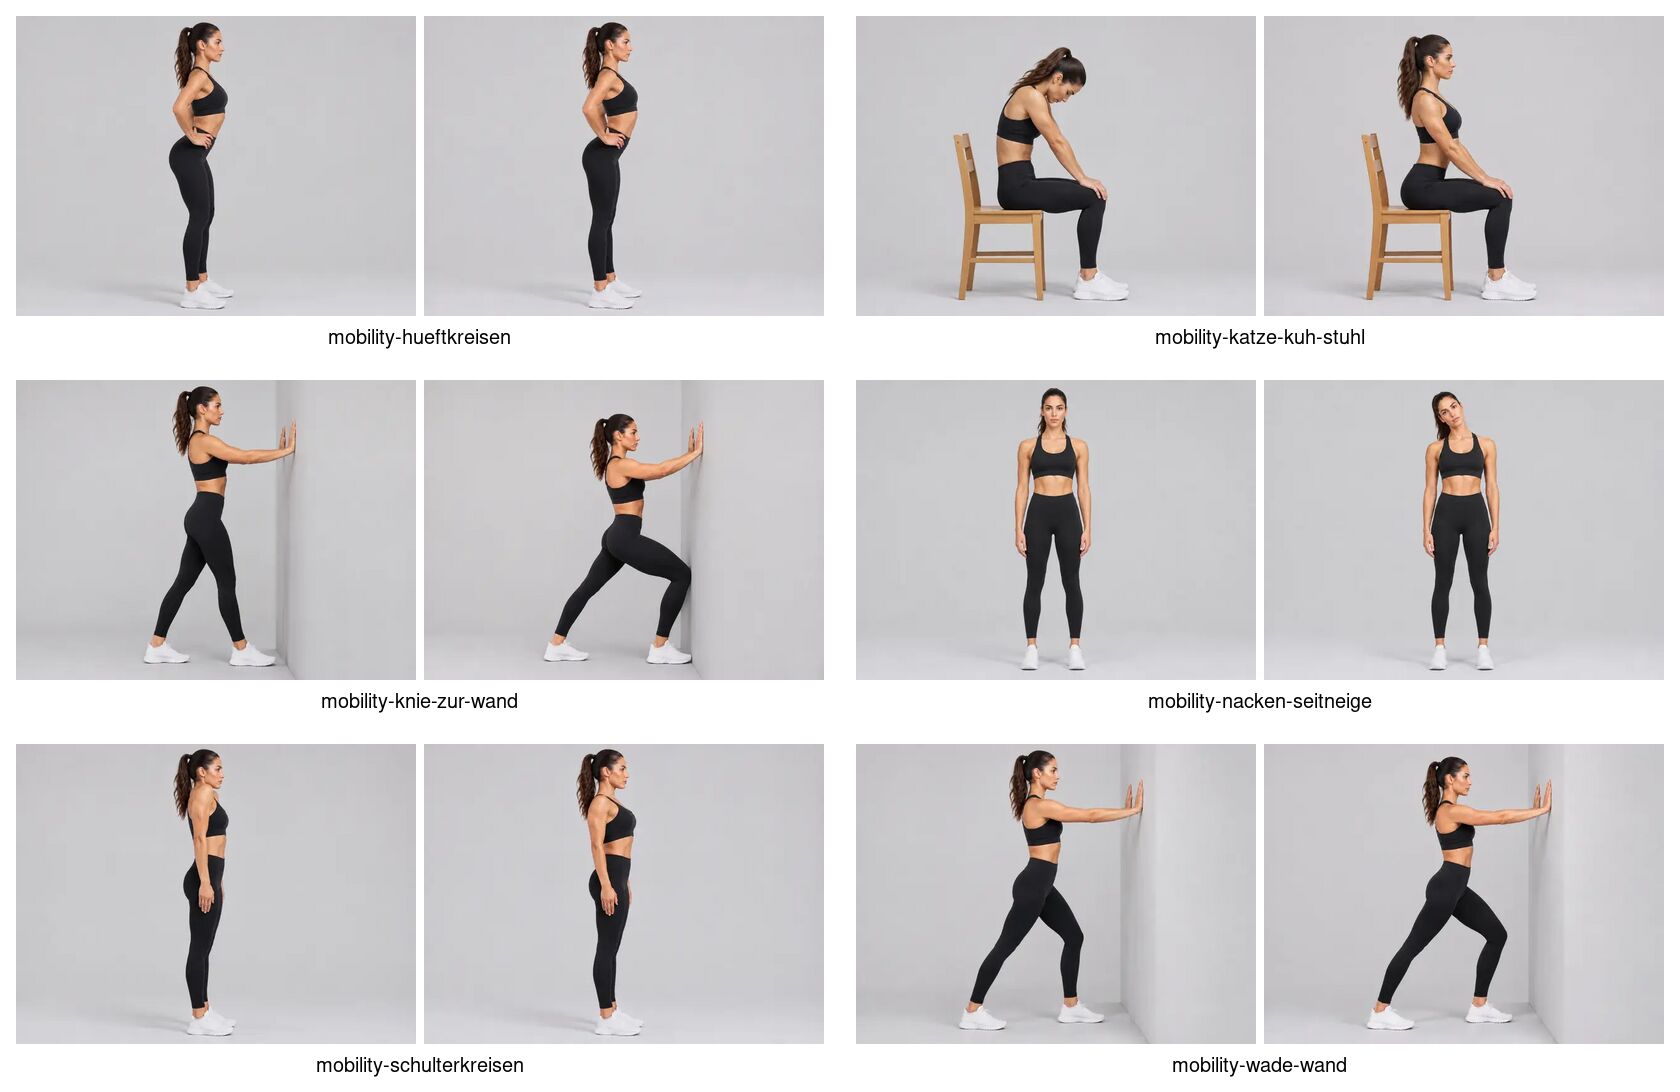 mobility-hueftkreisen
mobility-katze-kuh-stuhl
mobility-knie-zur-wand
mobility-nacken-seitneige
mobility-schulterkreisen
mobility-wade-wand